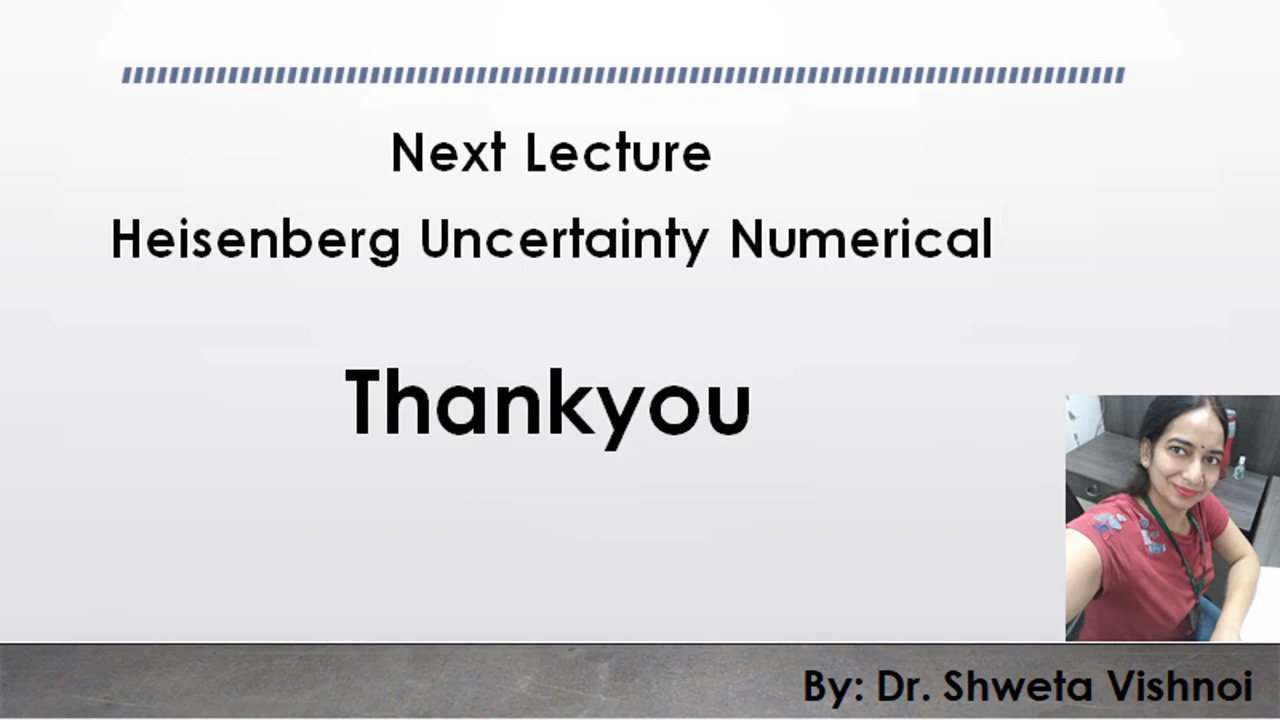 Next Lecture
Heisenberg Uncertainty Numerical
Thankyou
By: Dr. Shweta Vishnoi